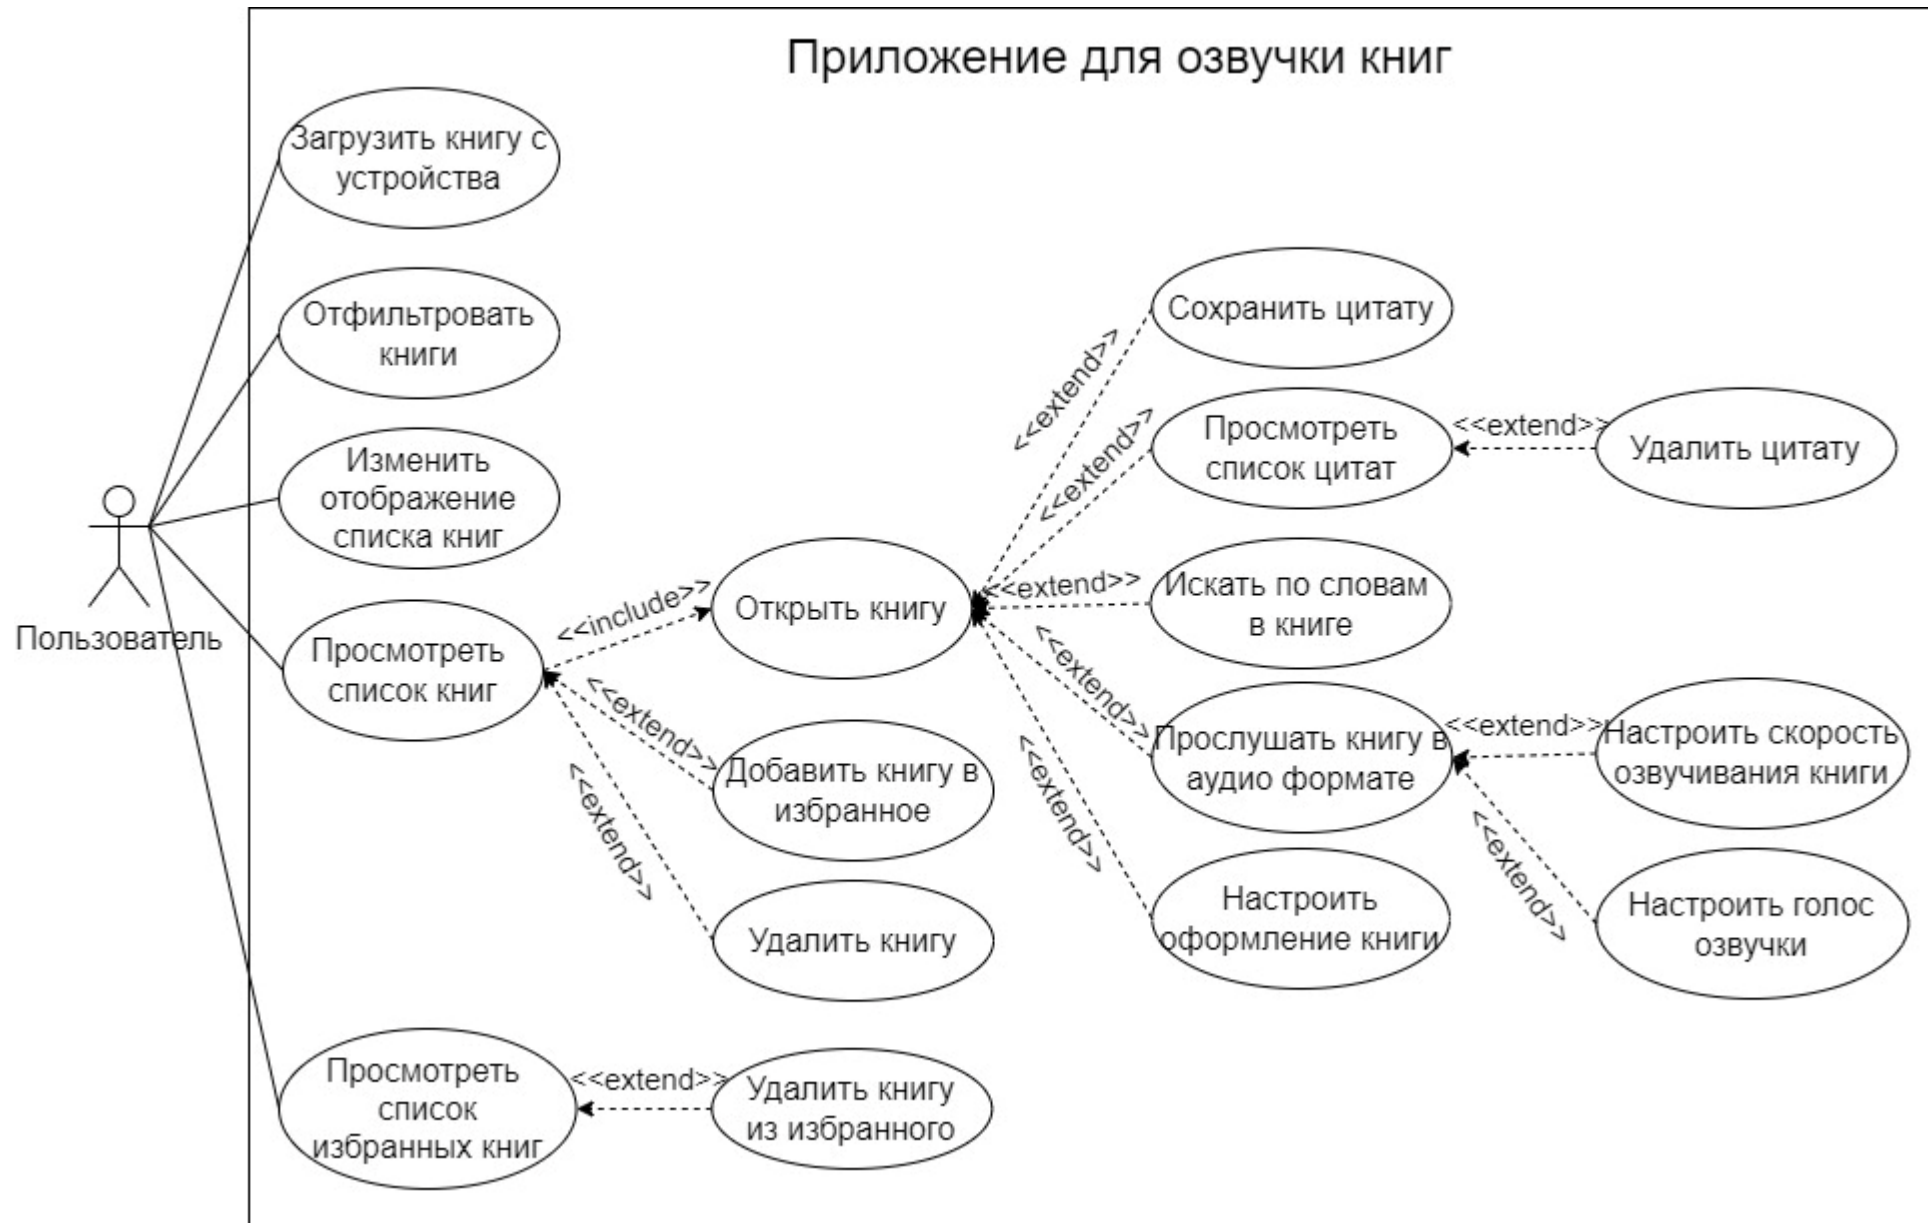 Приложение для озвучки книг
Загрузить книгу с
устройства
Отфильтровать
книги
Изменить
отображение
списка книг
Пользователь
Просмотреть
список книг
<<include>>
Открыть книгу
<<extend>>
Добавить книгу в
избранное
<<extend>>
Удалить книгу
Просмотреть
список
избранных книг
<<extend>>
Удалить книгу
из избранного
<<extend>>
Сохранить цитату
<<extend>>
Просмотреть
список цитат
<<extend>>
Удалить цитату
<<extend>>
Искать по словам
в книге
<<extend>>
Прослушать книгу в
аудио формате
<<extend>>
Настроить скорость
озвучивания книги
<<extend>>
Настроить голос
озвучки
<<extend>>
Настроить
оформление книги